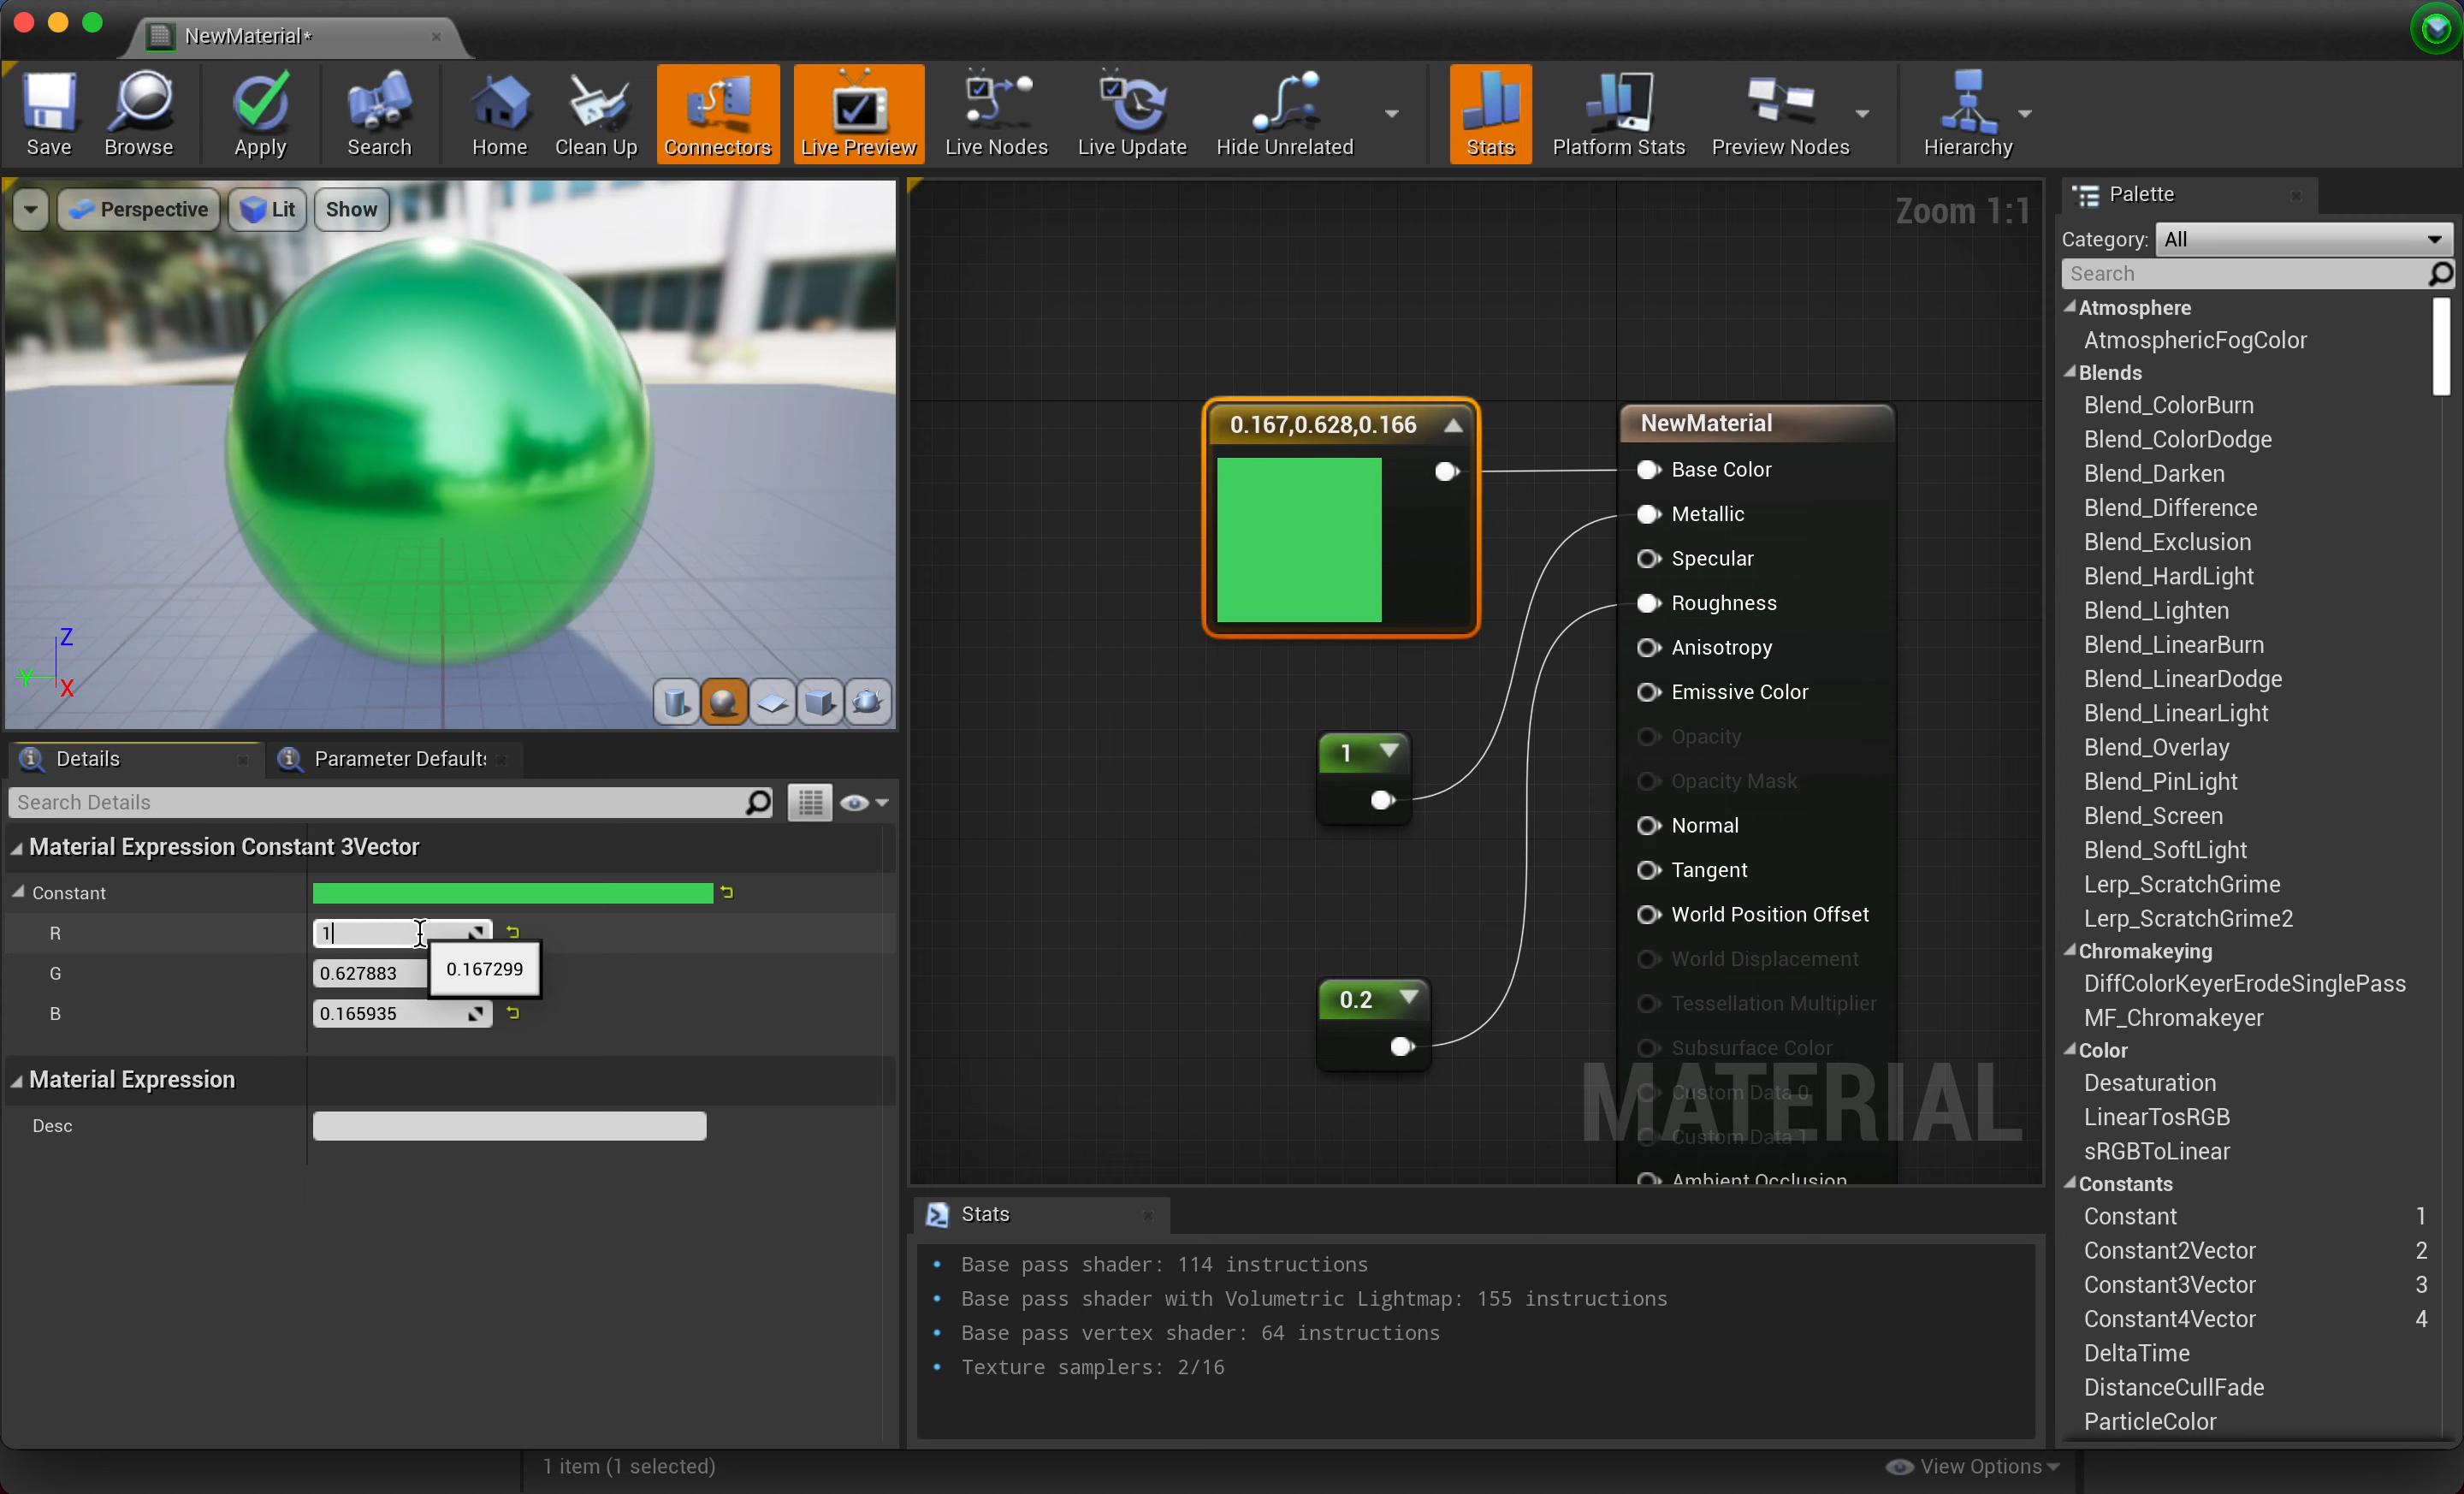 NewMaterial*
Save
Browse
Apply
Search
Home
Clean Up
Connectors
Live Preview
Live Nodes
Live Update
Hide Unrelated
Stats
Platform Stats
Preview Nodes
Hierarchy
Perspective
Lit
Show
Z
Y
X
Details
Parameter Defaults
Search Details
Material Expression Constant 3Vector
Constant
R
1
0.167299
G
0.627883
B
0.165935
Material Expression
Desc
Zoom 1:1
0.167,0.628,0.166
1
0.2
NewMaterial
Base Color
Metallic
Specular
Roughness
Anisotropy
Emissive Color
Opacity
Opacity Mask
Normal
Tangent
World Position Offset
World Displacement
Tessellation Multiplier
Subsurface Color
Custom Data 0
Custom Data 1
Ambient Occlusion
MATERIAL
Stats
Base pass shader: 114 instructions
Base pass shader with Volumetric Lightmap: 155 instructions
Base pass vertex shader: 64 instructions
Texture samplers: 2/16
Palette
Category: All
Search
Atmosphere
AtmosphericFogColor
Blends
Blend_ColorBurn
Blend_ColorDodge
Blend_Darken
Blend_Difference
Blend_Exclusion
Blend_HardLight
Blend_Lighten
Blend_LinearBurn
Blend_LinearDodge
Blend_LinearLight
Blend_Overlay
Blend_PinLight
Blend_Screen
Blend_SoftLight
Lerp_ScratchGrime
Lerp_ScratchGrime2
Chromakeying
DiffColorKeyerErodeSinglePass
MF_Chromakeyer
Color
Desaturation
LinearTosRGB
sRGBToLinear
Constants
Constant 1
Constant2Vector 2
Constant3Vector 3
Constant4Vector 4
DeltaTime
DistanceCullFade
ParticleColor
1 item (1 selected)
View Options